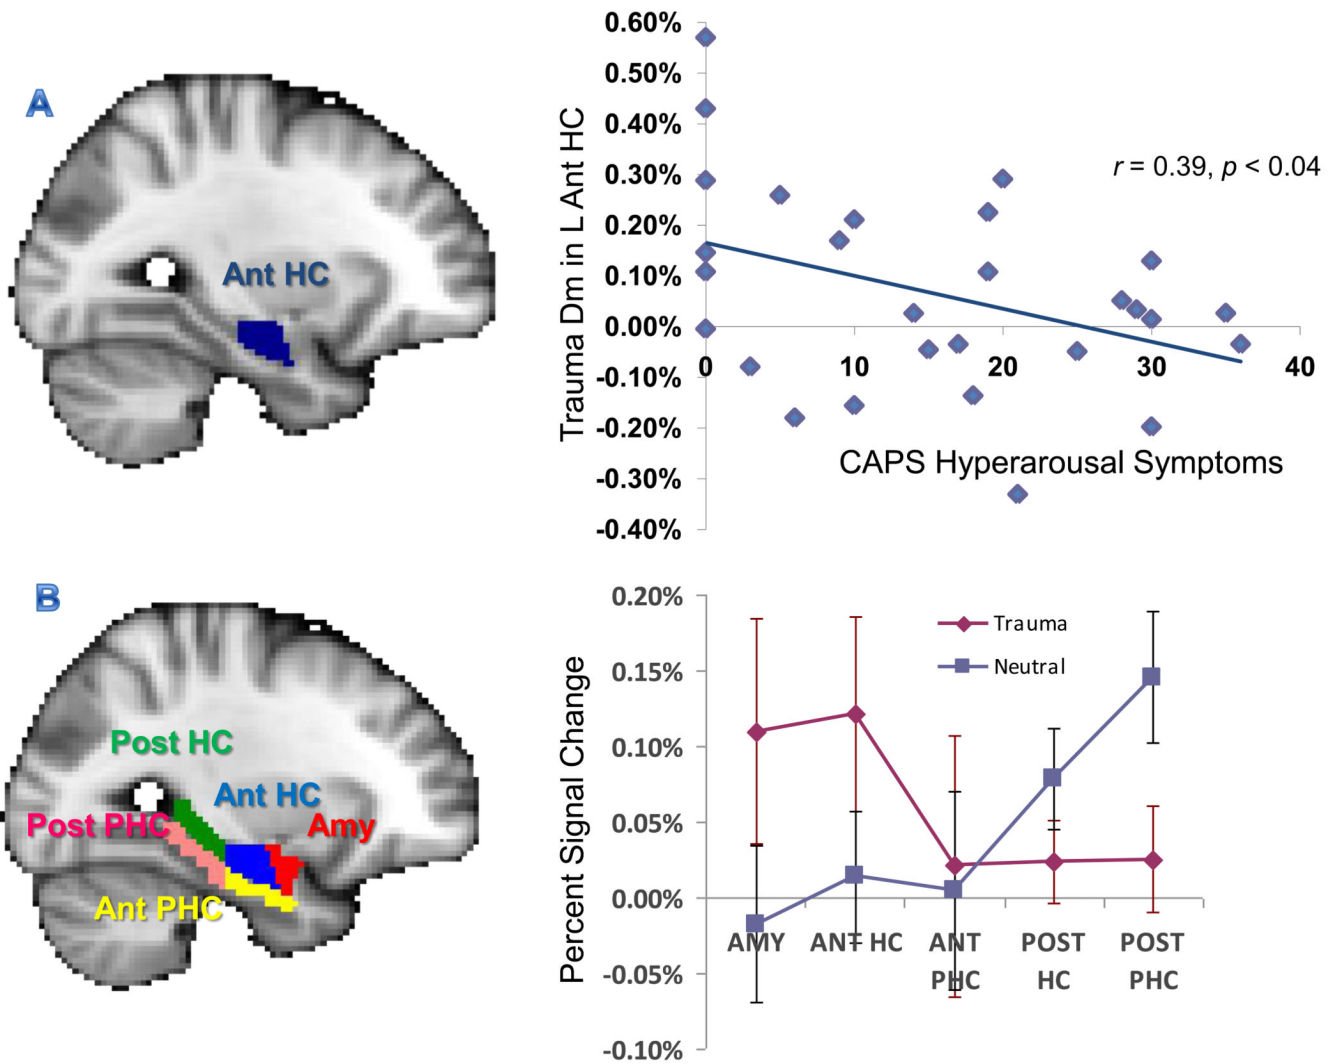 A
Ant HC
Trauma Dm in L Ant HC
0.60%
0.50%
0.40%
0.30%
0.20%
0.10%
0.00%
-0.10%
-0.20%
-0.30%
-0.40%
r = 0.39, p < 0.04
0 10 20 30 40
CAPS Hyperarousal Symptoms
B
Post HC
Ant HC
Post PHC
Amy
Ant PHC
Percent Signal Change
0.20%
0.15%
0.10%
0.05%
0.00%
-0.05%
-0.10%
Trauma
Neutral
AMY ANT HC ANT POST POST
PHC HC PHC